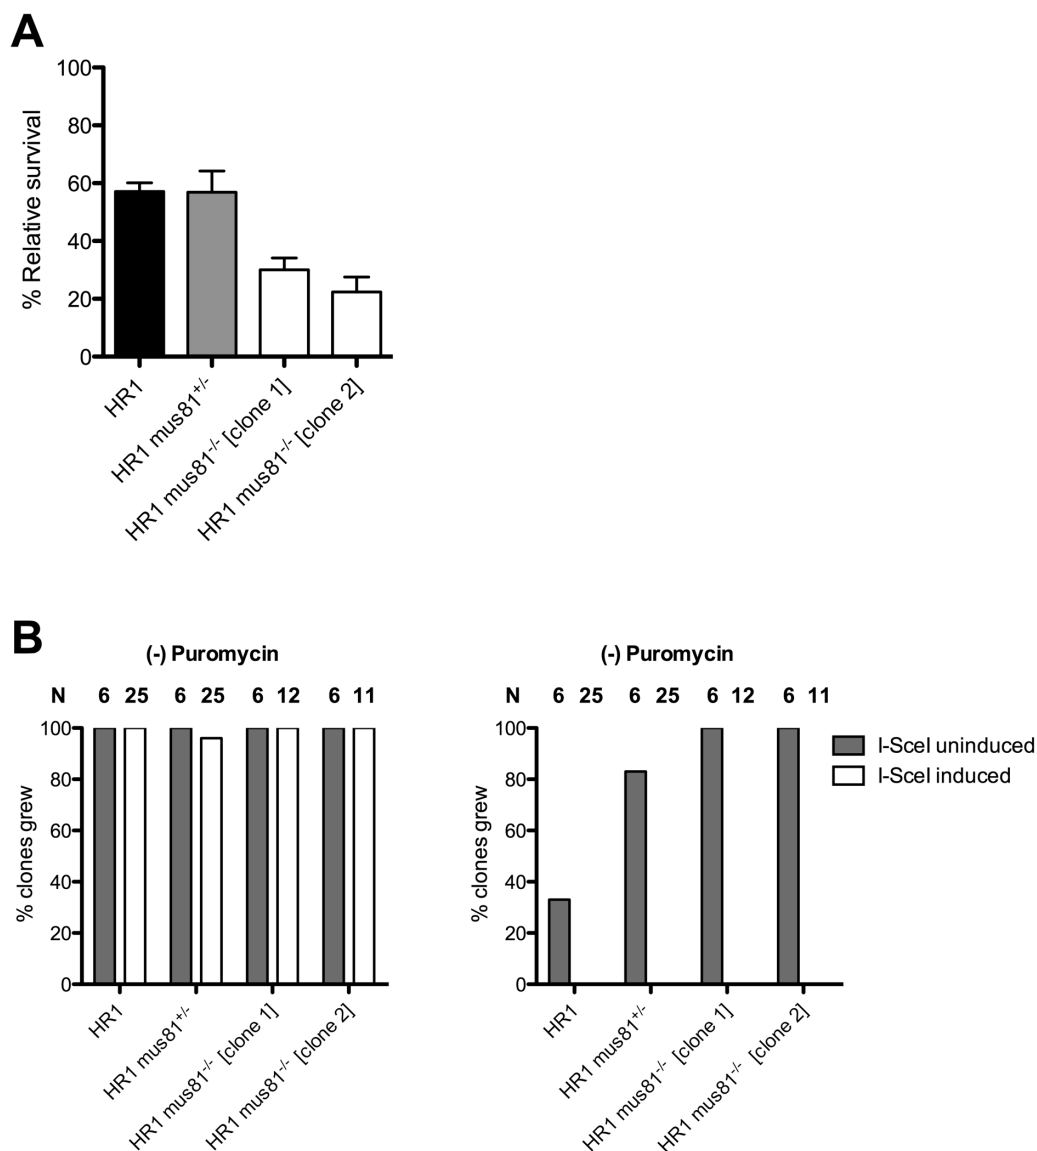 A
% Relative survival
100
80
60
40
20
0
HR1
HR1 mus81+/-
HR1 mus81-/- [clone 1]
HR1 mus81-/- [clone 2]
B
(-) Puromycin
N 6 25 6 25 6 12 6 11
% clones grew
100
80
60
40
20
0
HR1
HR1 mus81+/-
HR1 mus81-/- [clone 1]
HR1 mus81-/- [clone 2]
(-) Puromycin
N 6 25 6 25 6 12 6 11
% clones grew
100
80
60
40
20
0
HR1
HR1 mus81+/-
HR1 mus81-/- [clone 1]
HR1 mus81-/- [clone 2]
I-SceI uninduced
I-SceI induced